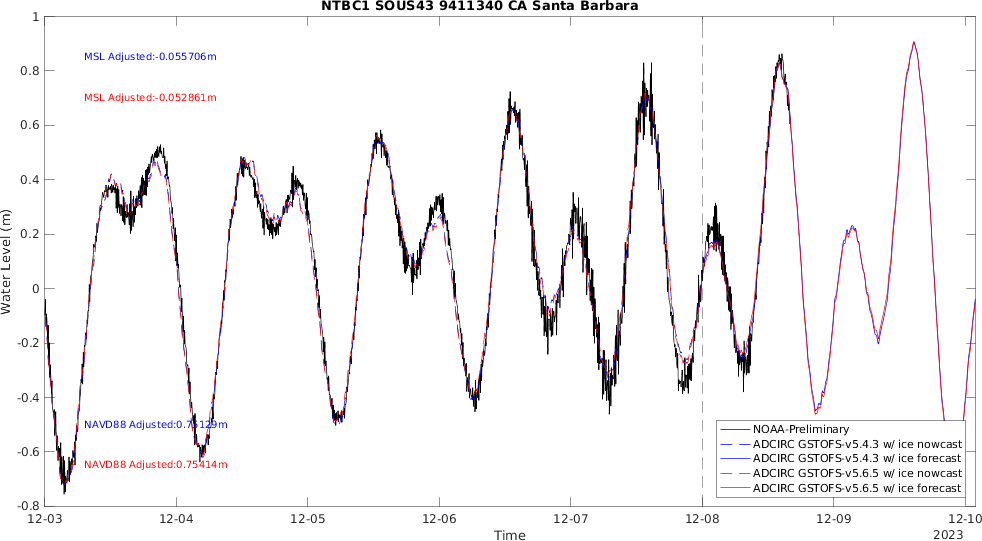 NTBC1 SOUS43 9411340 CA Santa Barbara
1
0.8
0.6
0.4
0.2
0
-0.2
-0.4
-0.6
-0.8
Water Level (m)
MSL Adjusted:-0.055706m
MSL Adjusted:-0.052861m
NAVD88 Adjusted:0.75129m
NAVD88 Adjusted:0.75414m
NOAA-Preliminary
ADCIRC GSTOFS-v5.4.3 w/ ice nowcast
ADCIRC GSTOFS-v5.4.3 w/ ice forecast
ADCIRC GSTOFS-v5.6.5 w/ ice nowcast
ADCIRC GSTOFS-v5.6.5 w/ ice forecast
12-03 12-04 12-05 12-06 12-07 12-08 12-09 12-10
Time
2023